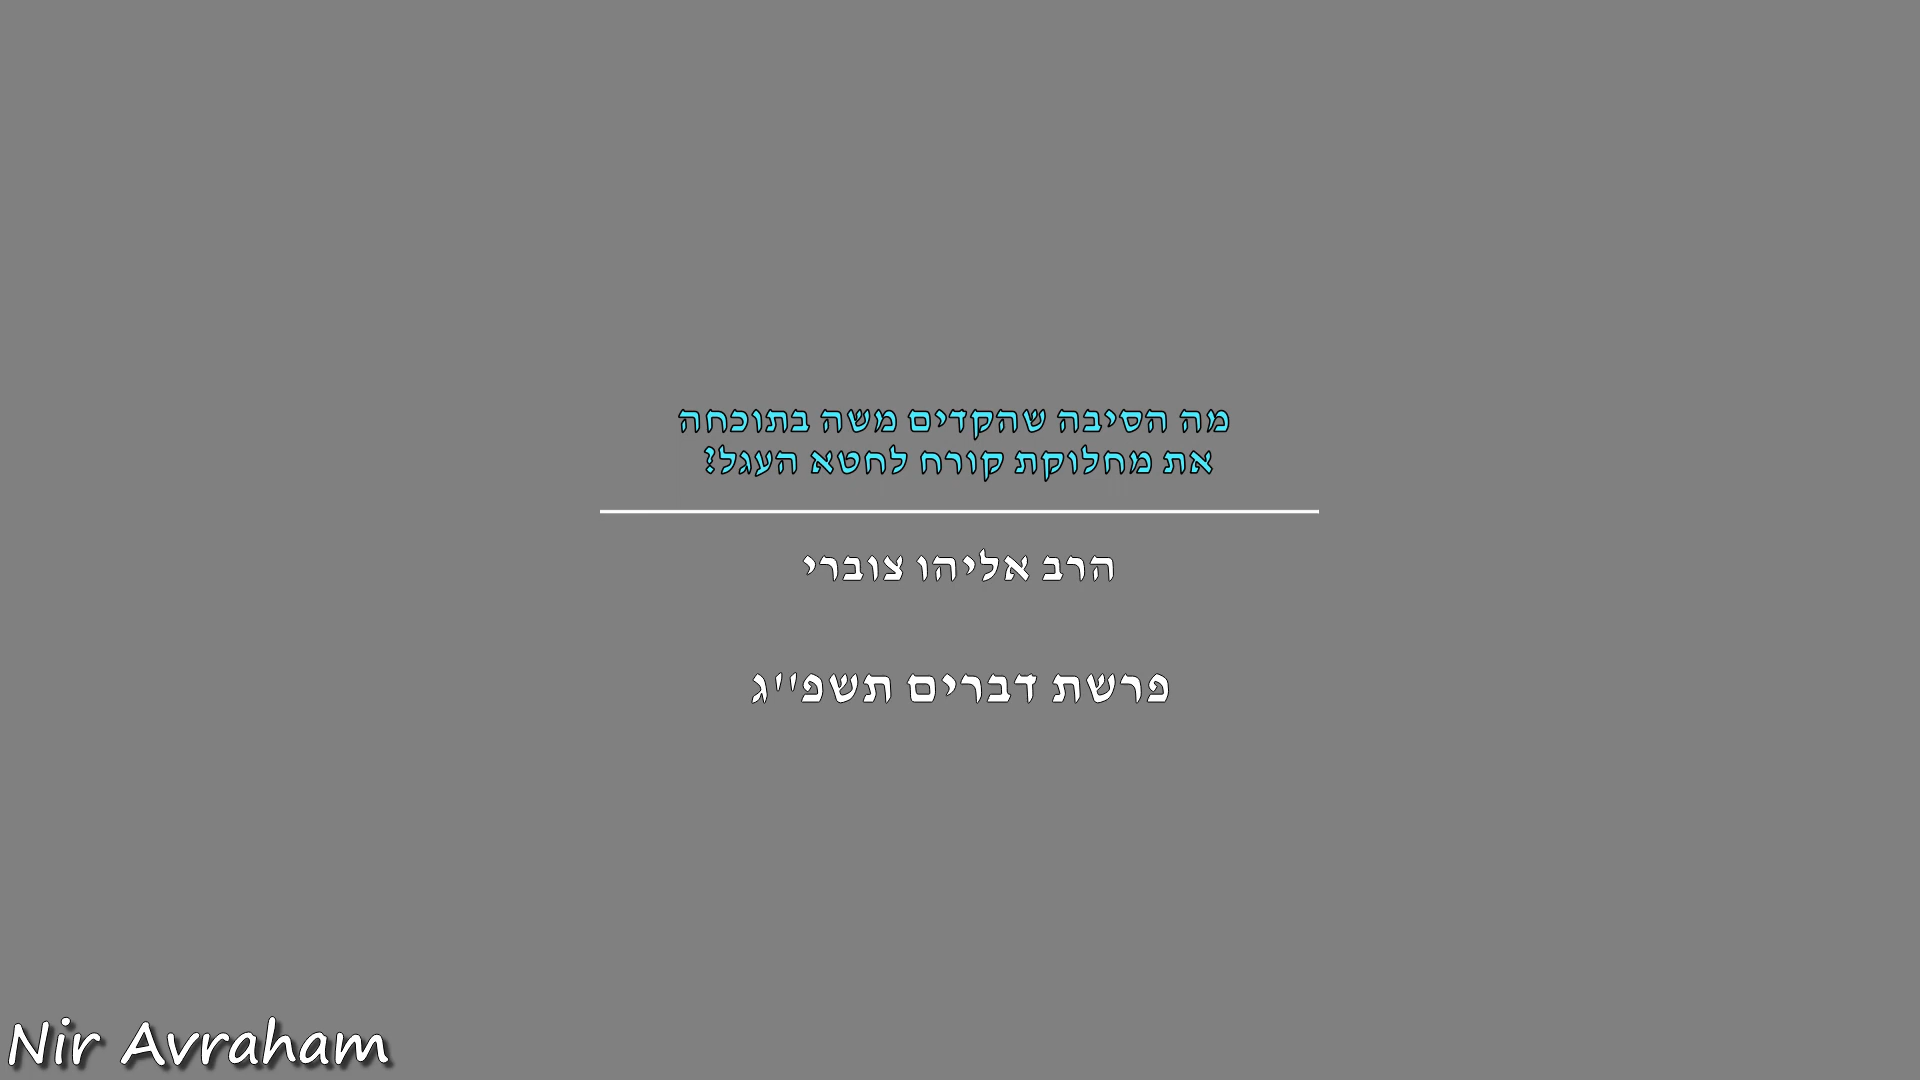 מה הסיבה שהקדים משה בתוכחה
את מחלוקת קורח לחטא העגל?
הרב אליהו צוברי
פרשת דברים תשפ''ג
Nir Avraham